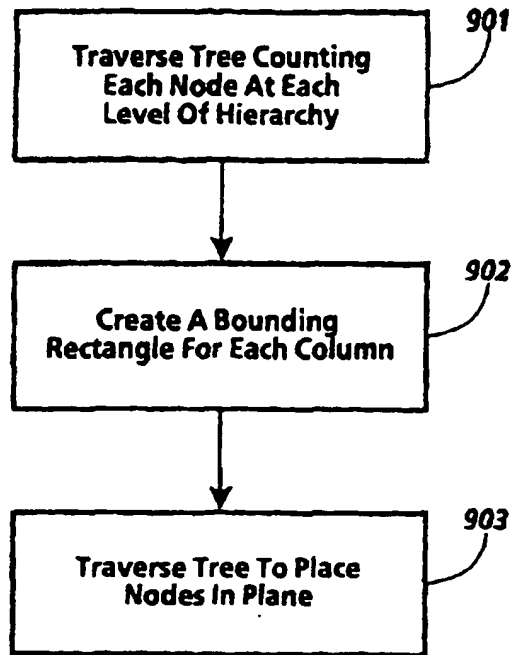 901
Traverse Tree Counting
Each Node At Each
Level Of Hierarchy
902
Create A Bounding
Rectangle For Each Column
903
Traverse Tree To Place
Nodes In Plane